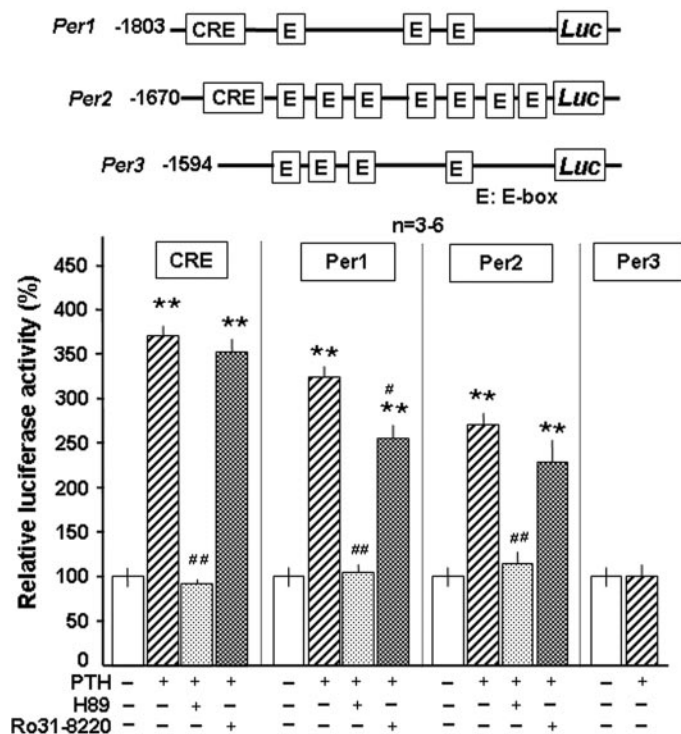 Per1 -1803 CRE E E E Luc
Per2 -1670 CRE E E E E E E E Luc
Per3 -1594 E E E E Luc
E: E-box
n=3-6
Relative luciferase activity (%)
CRE Per1 Per2 Per3
450
400
350
300
250
200
150
100
50
0
** ** ** # ** ** **
## ## ##
PTH − + + + − + + + − + + + − +
H89 − − + − − − + − − − + − − −
Ro31-8220 − − − + − − − + − − − + − −